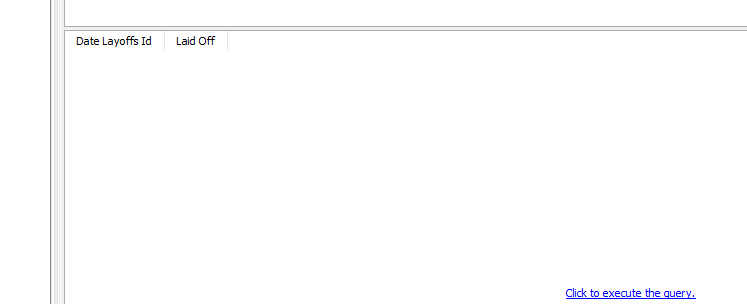 Date Layoffs Id Laid Off
Click to execute the query.